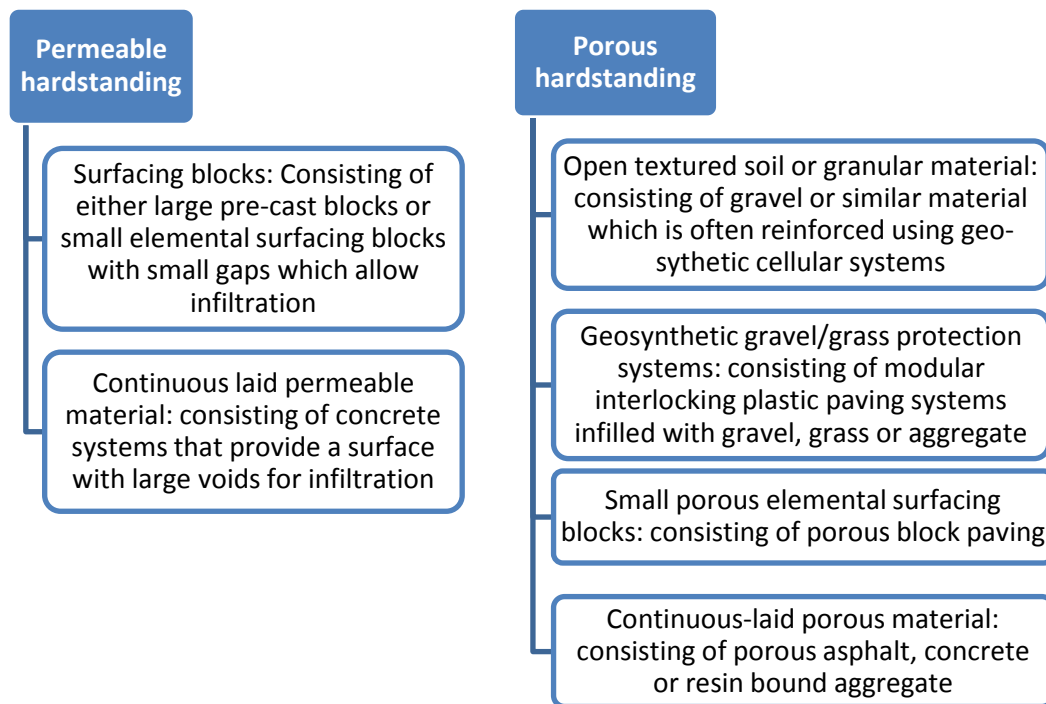 Permeable
hardstanding
Surfacing blocks: Consisting of
either large pre-cast blocks or
small elemental surfacing blocks
with small gaps which allow
infiltration
Continuous laid permeable
material: consisting of concrete
systems that provide a surface
with large voids for infiltration
Porous
hardstanding
Open textured soil or granular material:
consisting of gravel or similar material
which is often reinforced using geo-
sythetic cellular systems
Geosynthetic gravel/grass protection
systems: consisting of modular
interlocking plastic paving systems
infilled with gravel, grass or aggregate
Small porous elemental surfacing
blocks: consisting of porous block paving
Continuous-laid porous material:
consisting of porous asphalt, concrete
or resin bound aggregate